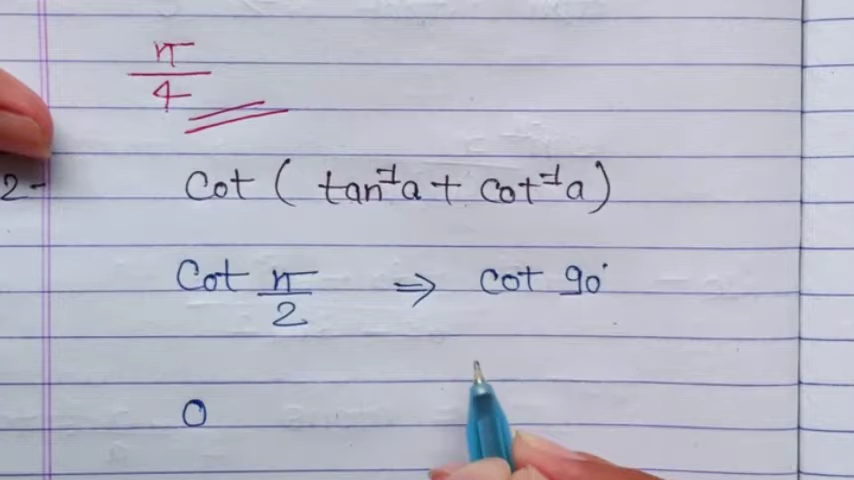 π/4
2- Cot ( tan⁻¹a + cot⁻¹a )
Cot π/2 ⇒ cot 90°
0